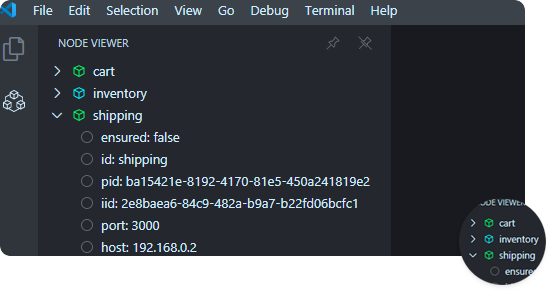 File Edit Selection View Go Debug Terminal Help
NODE VIEWER
cart
inventory
shipping
ensured: false
id: shipping
pid: ba15421e-8192-4170-81e5-450a241819e2
iid: 2e8baea6-84c9-482a-b9a7-b22fd06bcfc1
port: 3000
host: 192.168.0.2
NODE VIEWER
cart
inventory
shipping
ensure